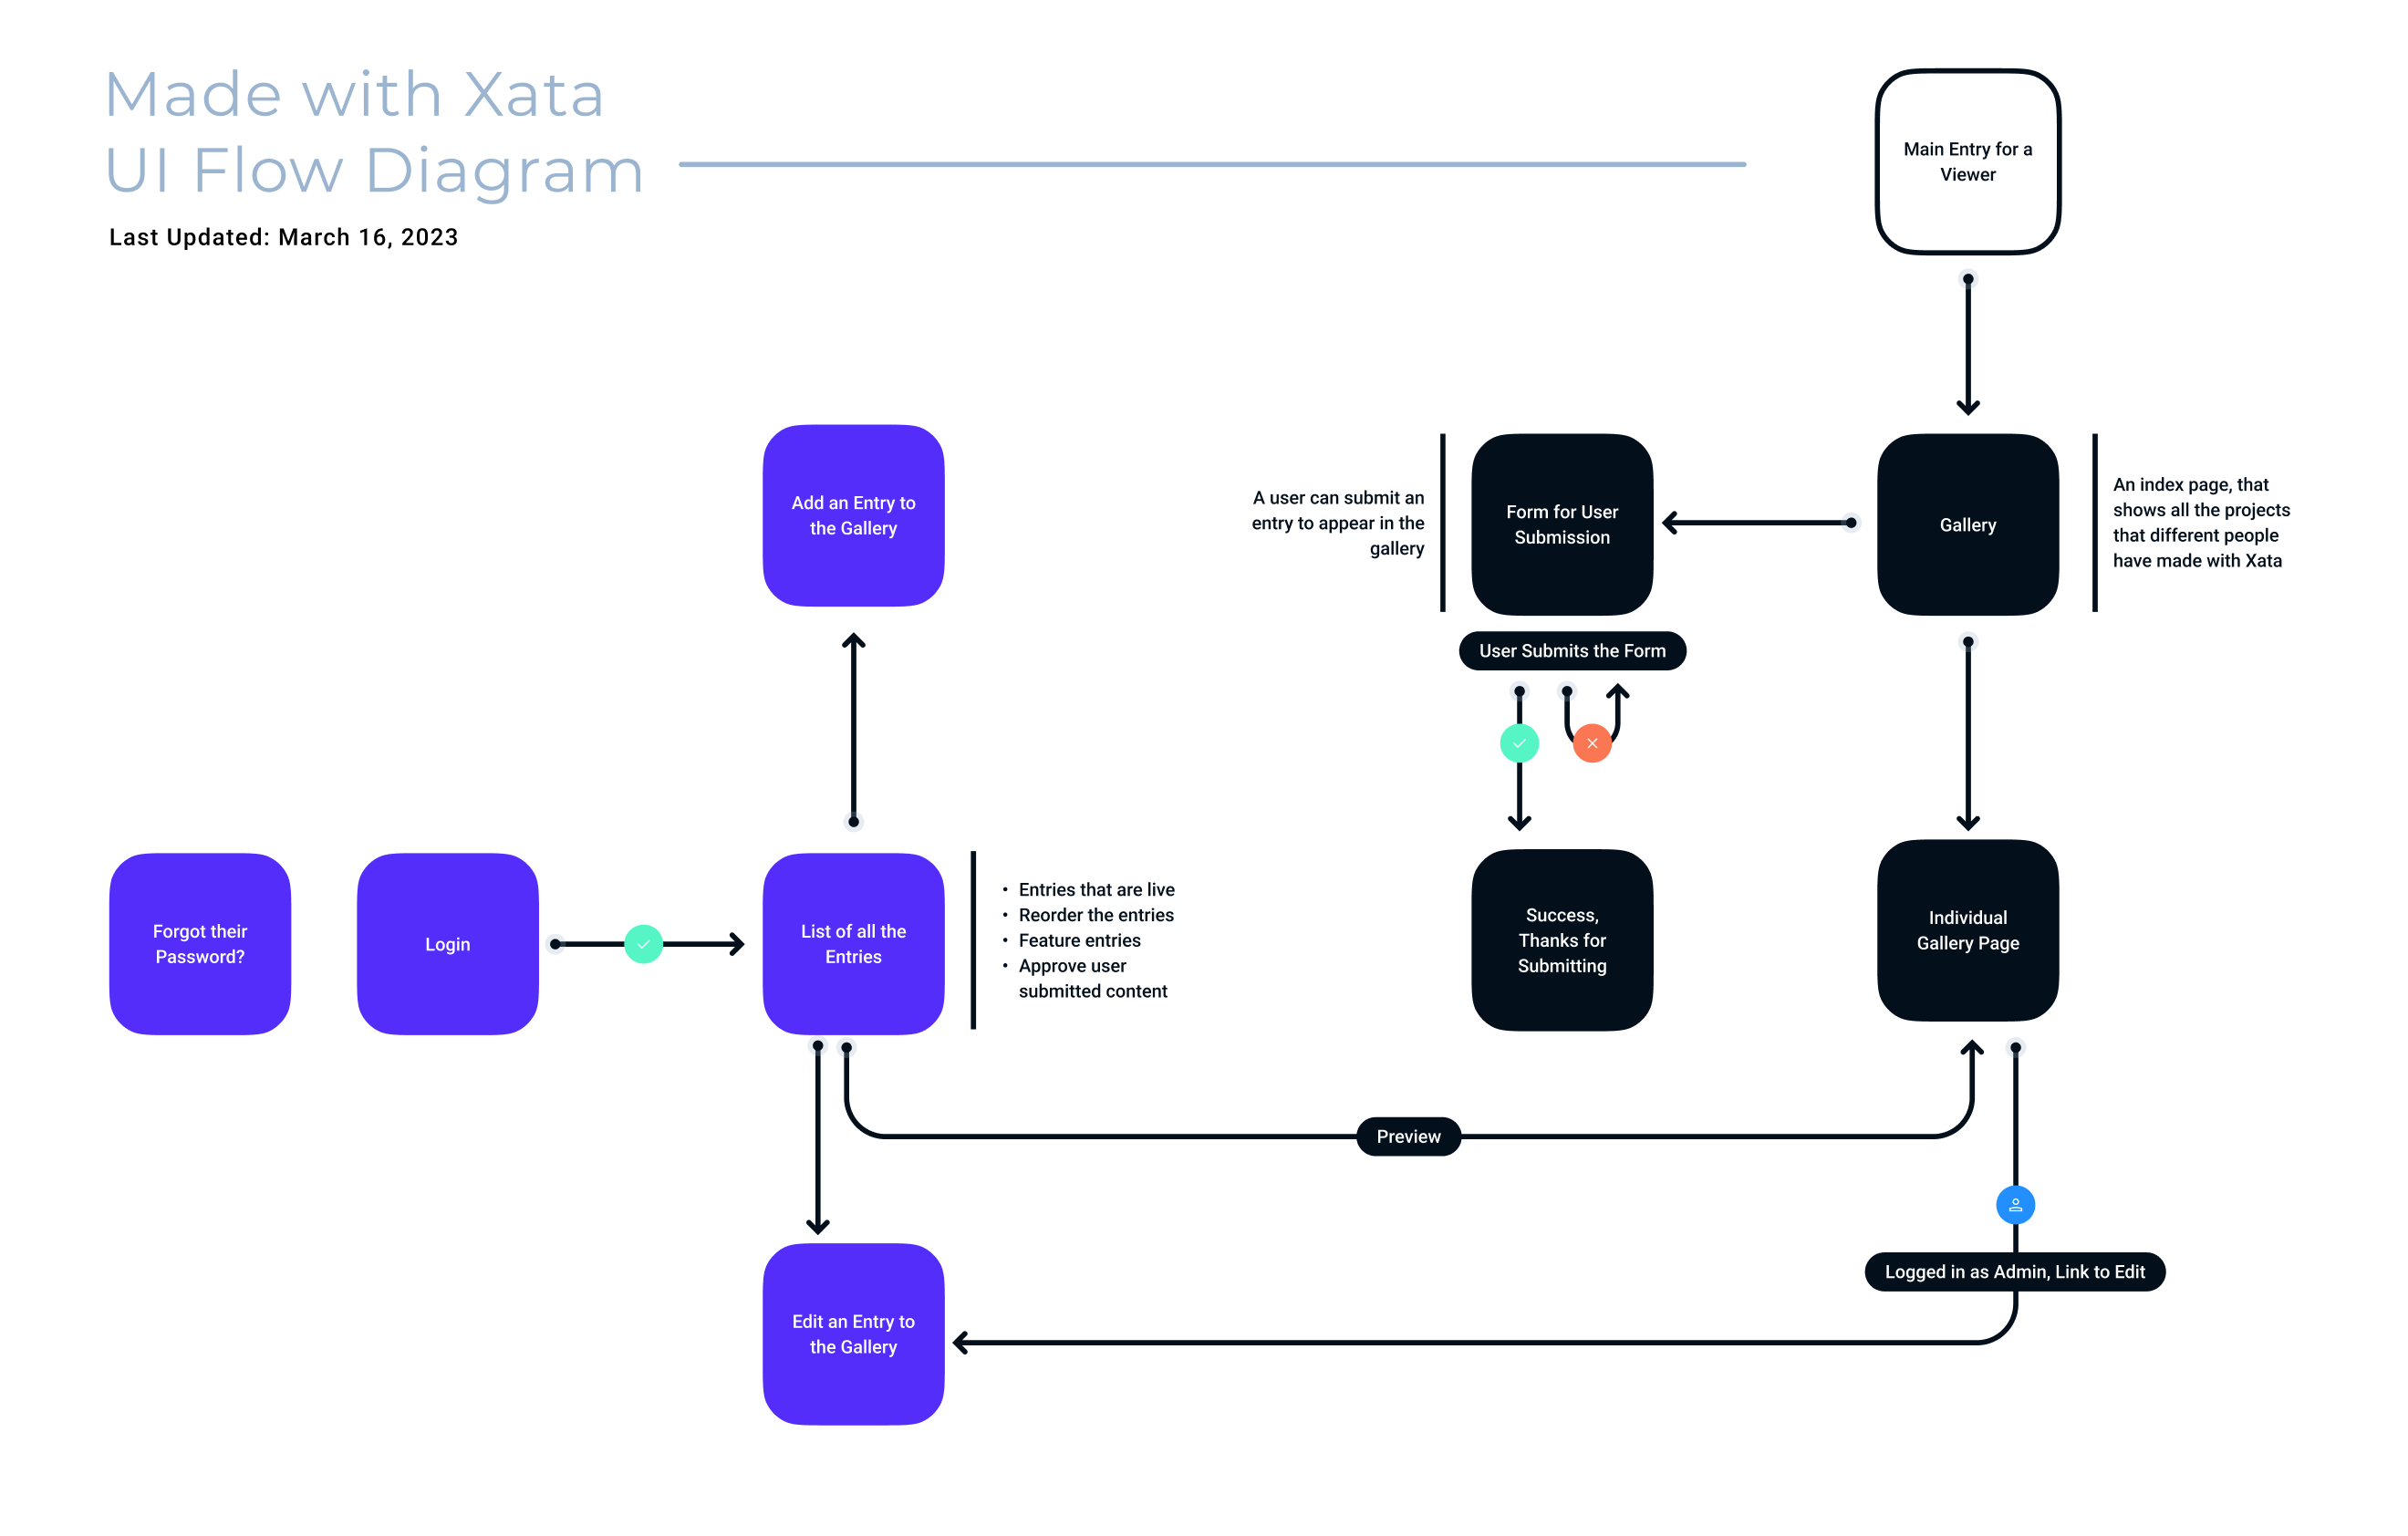 Made with Xata
UI Flow Diagram
Last Updated: March 16, 2023
Main Entry for a
Viewer
Add an Entry to
the Gallery
A user can submit an
entry to appear in the
gallery
Form for User
Submission
Gallery
An index page, that
shows all the projects
that different people
have made with Xata
User Submits the Form
Forgot their
Password?
Login
List of all the
Entries
• Entries that are live
• Reorder the entries
• Feature entries
• Approve user
submitted content
Success,
Thanks for
Submitting
Individual
Gallery Page
Preview
Logged in as Admin, Link to Edit
Edit an Entry to
the Gallery